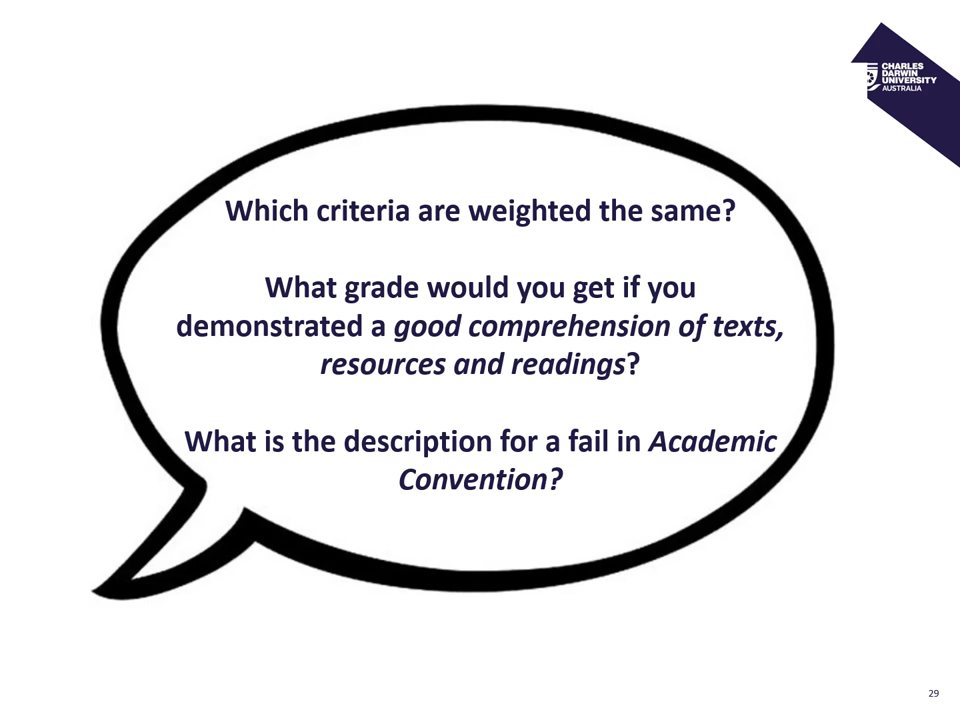 CHARLES
DARWIN
UNIVERSITY
AUSTRALIA
Which criteria are weighted the same?
What grade would you get if you
demonstrated a good comprehension of texts,
resources and readings?
What is the description for a fail in Academic
Convention?
29